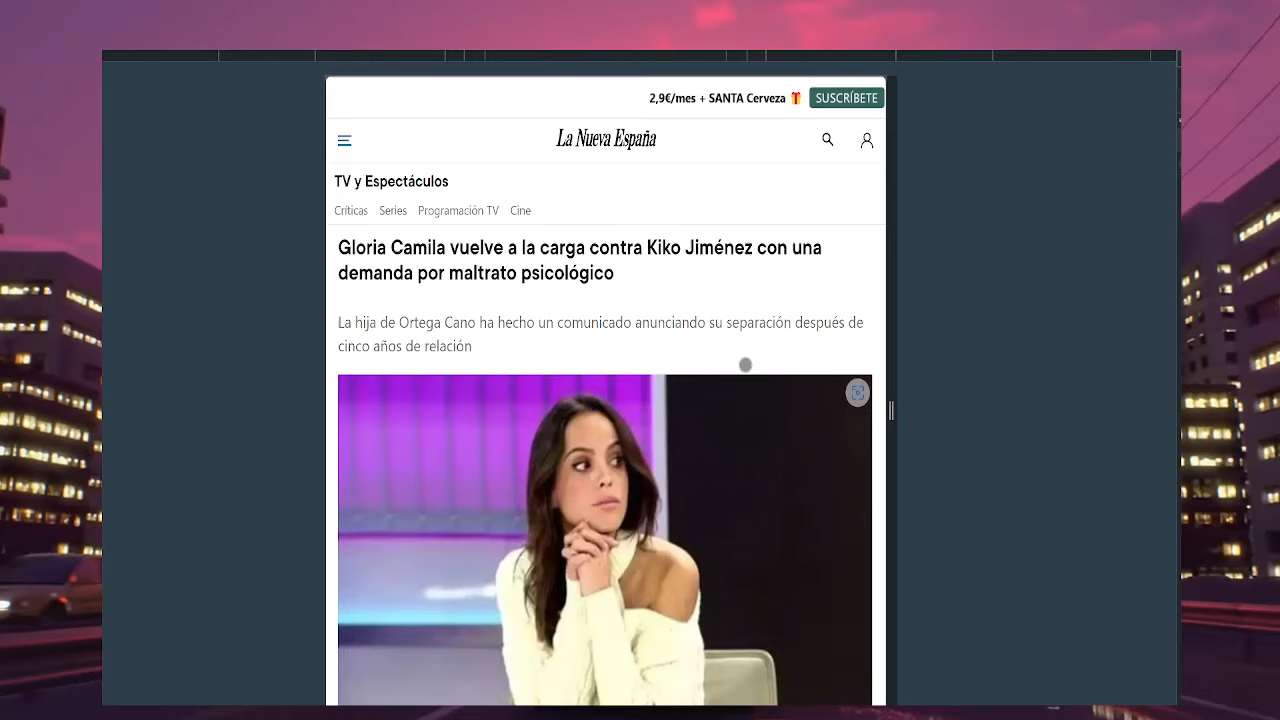 2,9€/mes + SANTA Cerveza 🎁 SUSCRÍBETE
La Nueva España
TV y Espectáculos
Críticas Series Programación TV Cine
Gloria Camila vuelve a la carga contra Kiko Jiménez con una
demanda por maltrato psicológico
La hija de Ortega Cano ha hecho un comunicado anunciando su separación después de
cinco años de relación